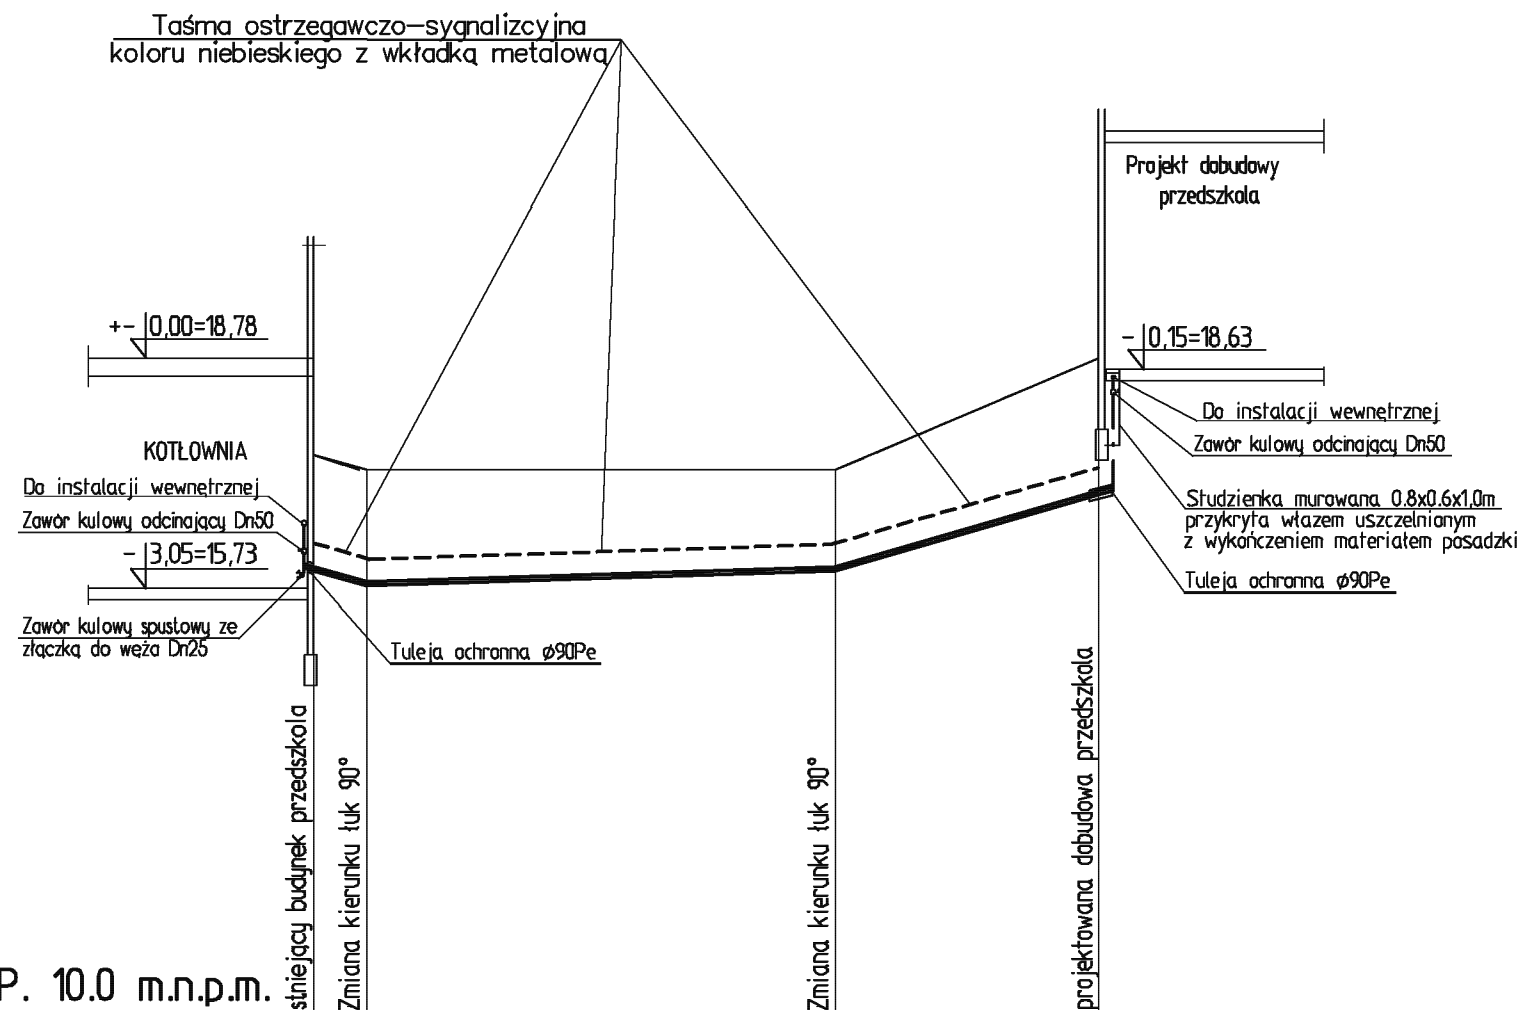 Taśma ostrzegawczo-sygnalizcyjna
koloru niebieskiego z wkładką metalową
Projekt dobudowy
przedszkola
+- 0,00=18,78
- 0,15=18,63
Do instalacji wewnętrznej
Zawór kulowy odcinający Dn50
KOTŁOWNIA
Do instalacji wewnętrznej
Zawór kulowy odcinający Dn50
- 3,05=15,73
Studzienka murowana 0.8x0.6x1,0m
przykryta włazem uszczelnianym
z wykończeniem materiałem posadzki
Tuleja ochronna ø90Pe
Zawór kulowy spustowy ze
złączką do węża Dn25
Tuleja ochronna ø90Pe
stniejący budynek przedszkola
Zmiana kierunku łuk 90°
Zmiana kierunku łuk 90°
projektowana dobudowa przedszkola
P. 10.0 m.n.p.m.